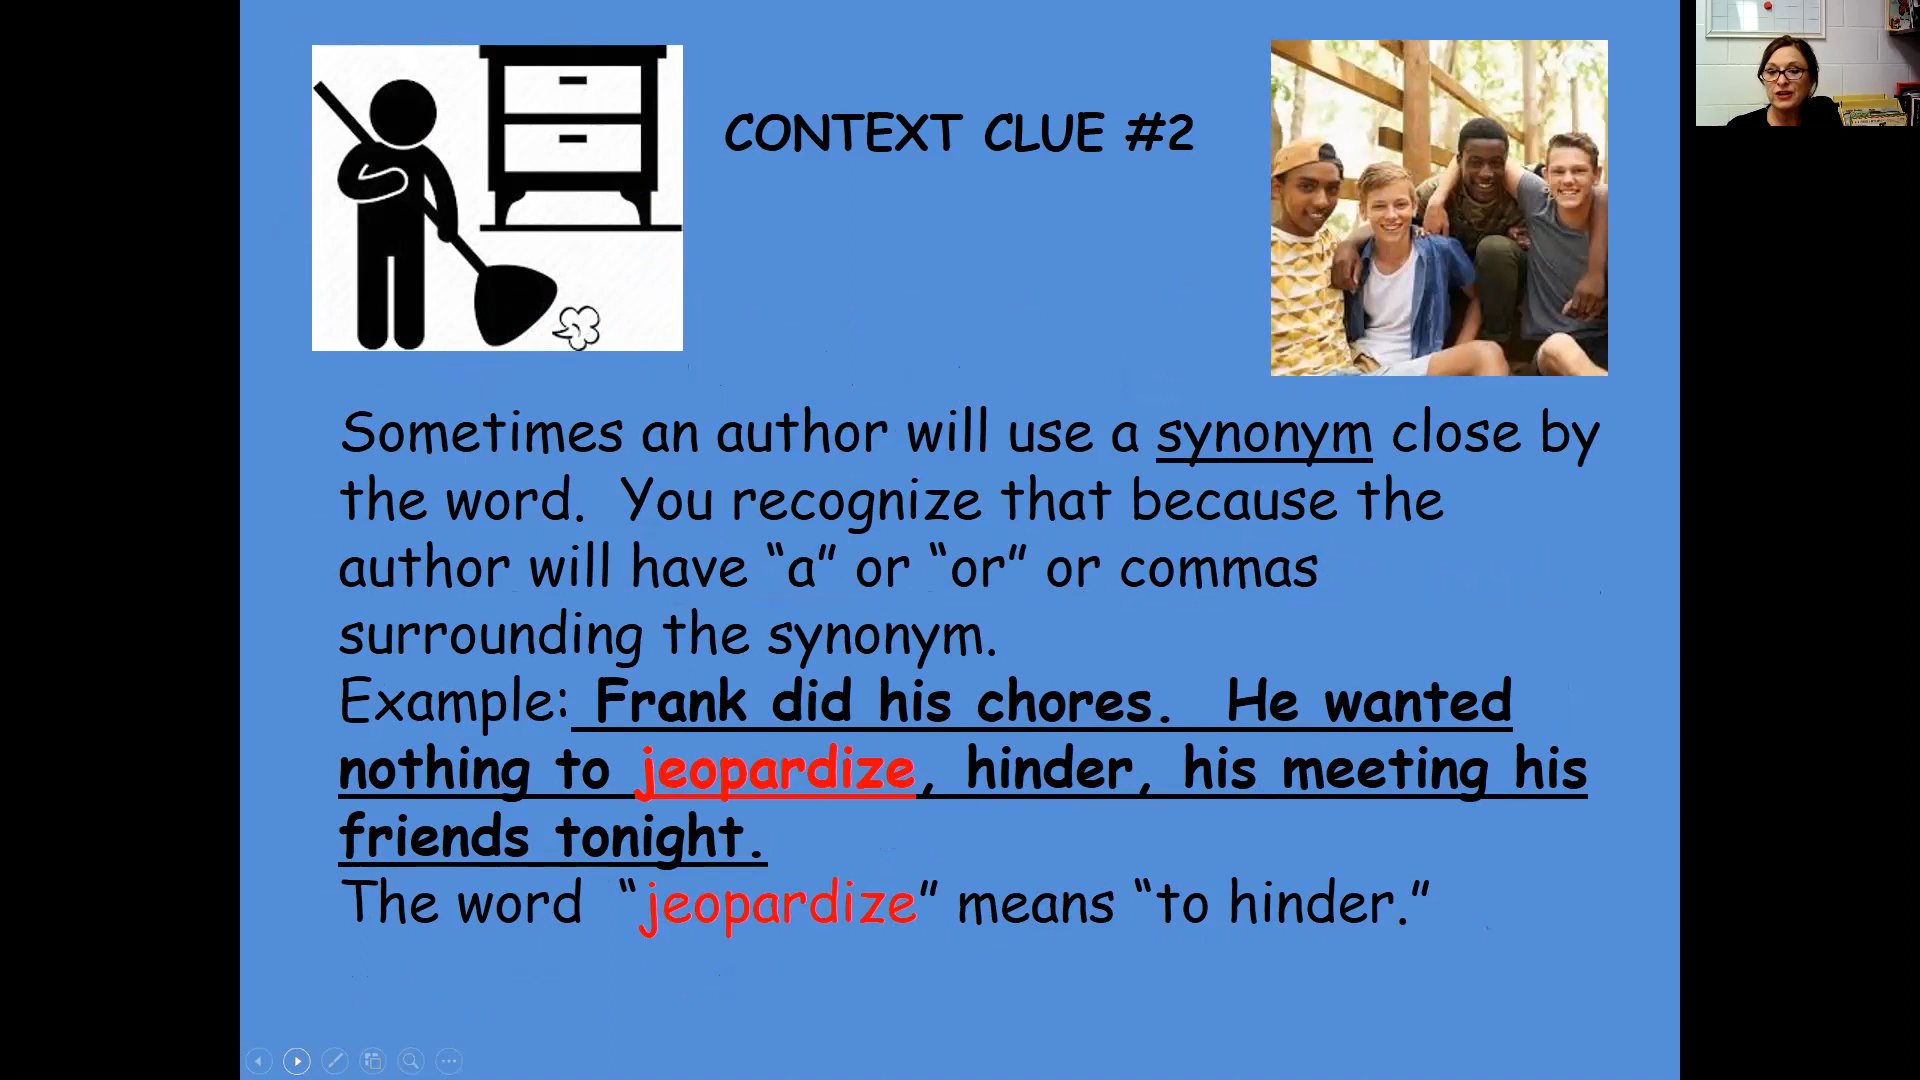 CONTEXT CLUE #2
Sometimes an author will use a synonym close by
the word.  You recognize that because the
author will have “a” or “or” or commas
surrounding the synonym.
Example: Frank did his chores.  He wanted
nothing to jeopardize, hinder, his meeting his
friends tonight.
The word  “jeopardize” means “to hinder.”